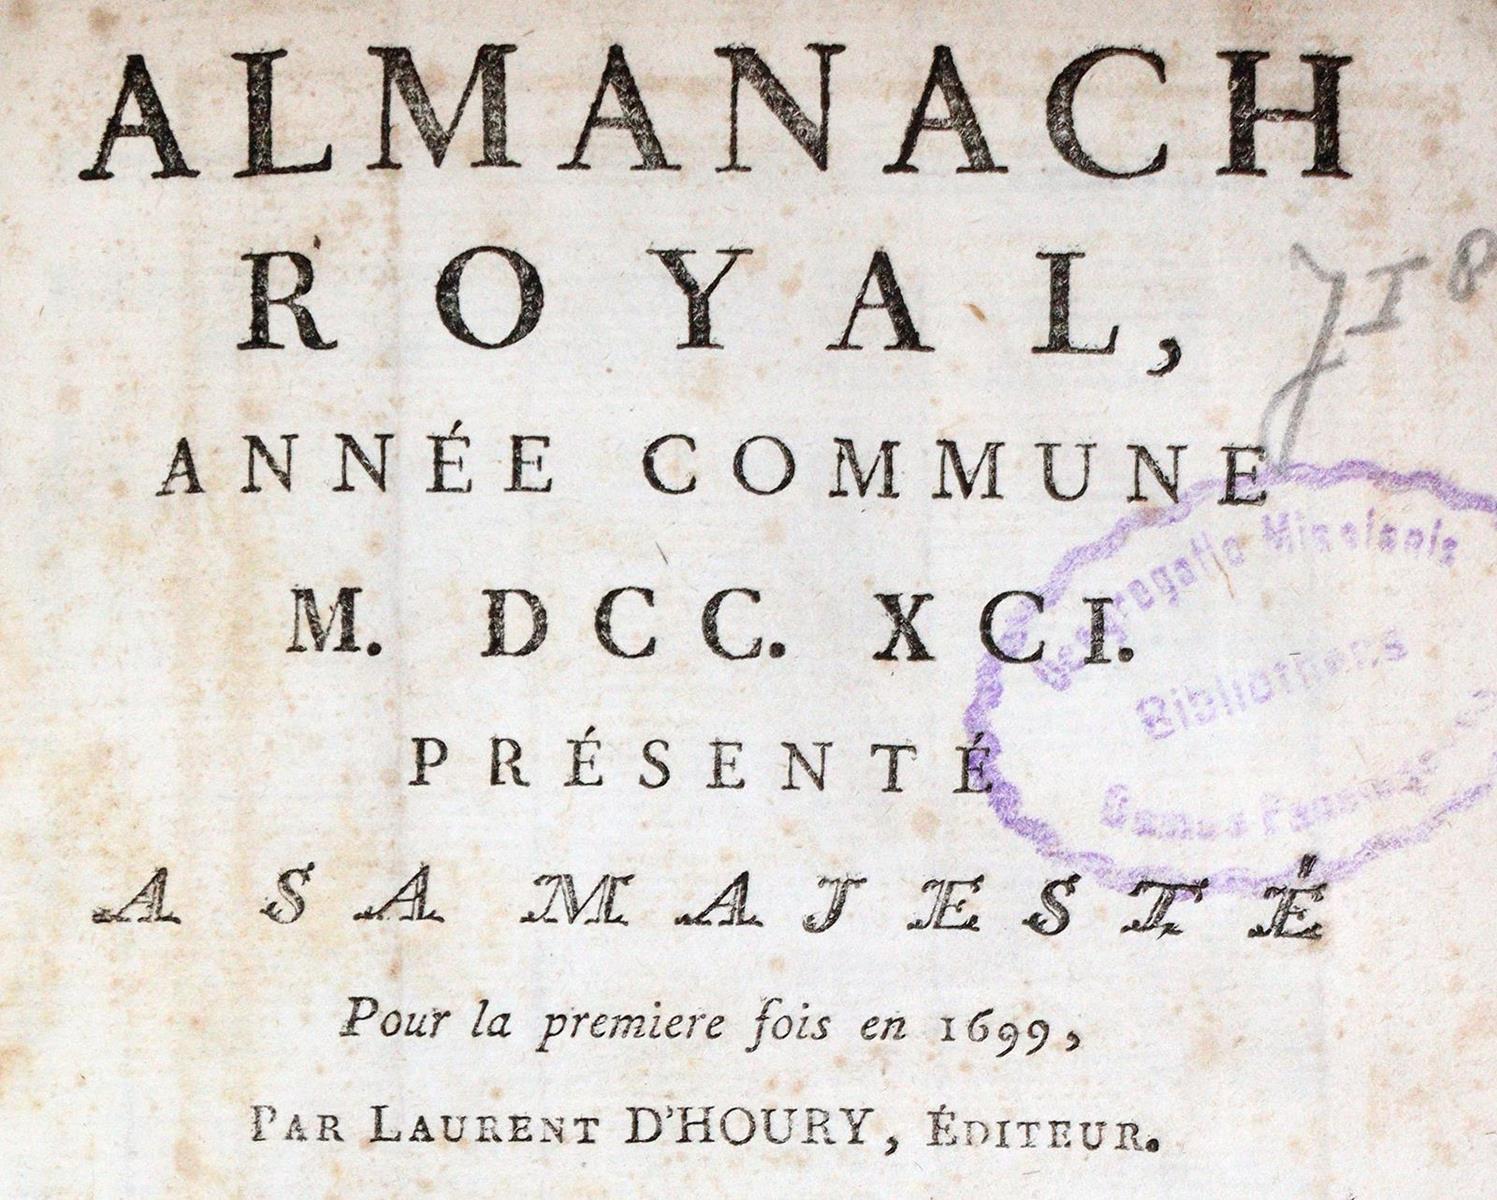 ALMANACH
ROYAL,
ANNÉE COMMUNE
M. DCC. XCI.
PRÉSENTÉ
A SA MAJESTÉ
Pour la premiere fois en 1699,
PAR LAURENT D'HOURY, ÉDITEUR.
Bibliothens